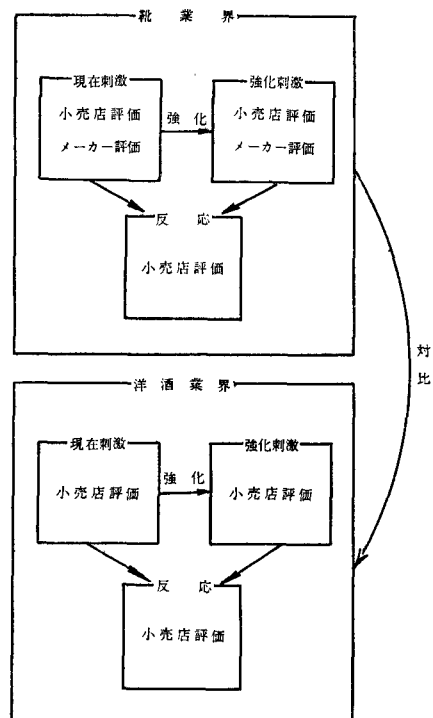 靴業界
現在刺激
強化刺激
小売店評価
メーカー評価
強化
小売店評価
メーカー評価
反応
小売店評価
対比
洋酒業界
現在刺激
強化刺激
小売店評価
強化
小売店評価
反応
小売店評価